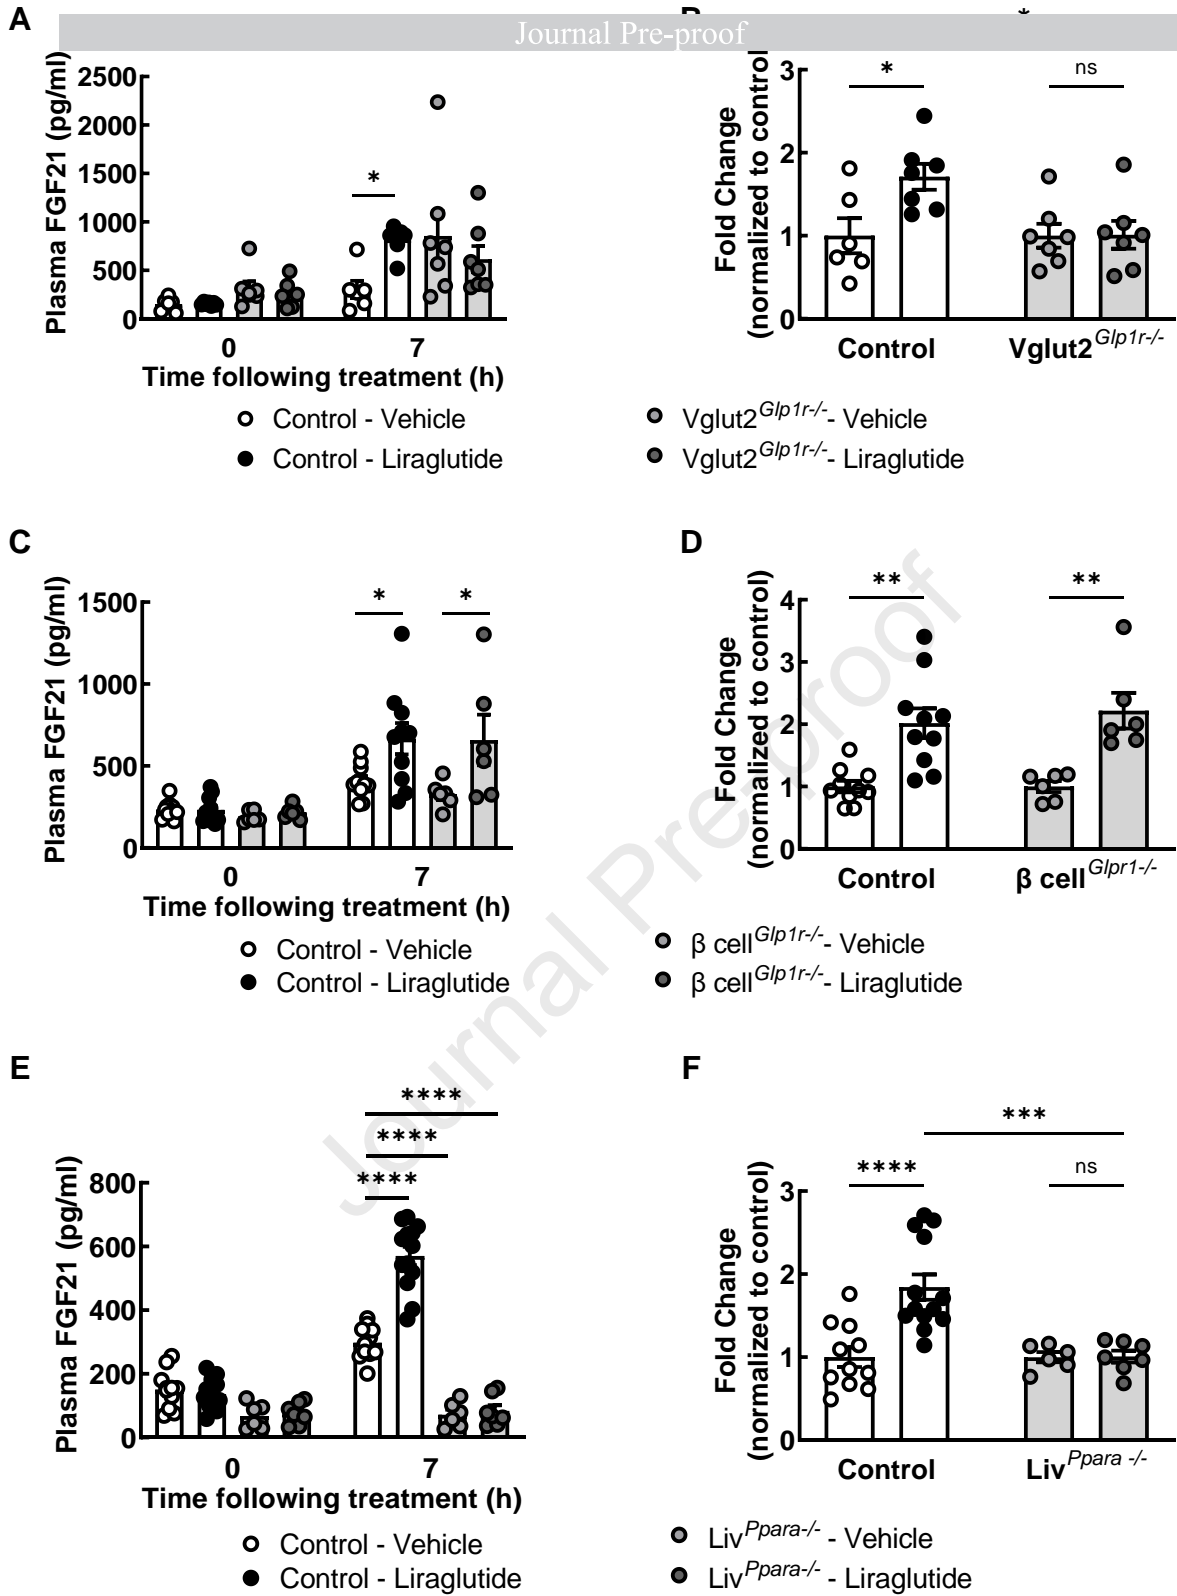 A
B
Journal Pre-proof
*
Plasma FGF21 (pg/ml)
2500
2000
1500
1000
500
0
*
0
7
Time following treatment (h)
Fold Change
(normalized to control)
3
2
1
0
*
ns
Control
Vglut2Glp1r-/-
Control - Vehicle
Control - Liraglutide
Vglut2Glp1r-/-- Vehicle
Vglut2Glp1r-/-- Liraglutide
C
Plasma FGF21 (pg/ml)
1500
1000
500
0
*
*
0
7
Time following treatment (h)
D
Fold Change
(normalized to control)
4
3
2
1
0
**
**
Control
β cellGlpr1-/-
Control - Vehicle
Control - Liraglutide
β cellGlp1r-/-- Vehicle
β cellGlp1r-/-- Liraglutide
E
Plasma FGF21 (pg/ml)
800
600
400
200
0
****
****
****
0
7
Time following treatment (h)
F
Fold Change
(normalized to control)
3
2
1
0
***
****
ns
Control
LivPpara -/-
Control - Vehicle
Control - Liraglutide
LivPpara-/- - Vehicle
LivPpara-/- - Liraglutide
Journal Pre-proof